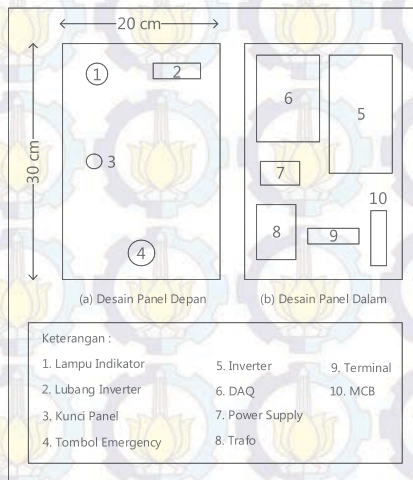 20 cm
30 cm
1
2
3
4
5
6
7
8
9
10
(a) Desain Panel Depan
(b) Desain Panel Dalam
Keterangan :
1. Lampu Indikator
2. Lubang Inverter
3. Kunci Panel
4. Tombol Emergency
5. Inverter
6. DAQ
7. Power Supply
8. Trafo
9. Terminal
10. MCB